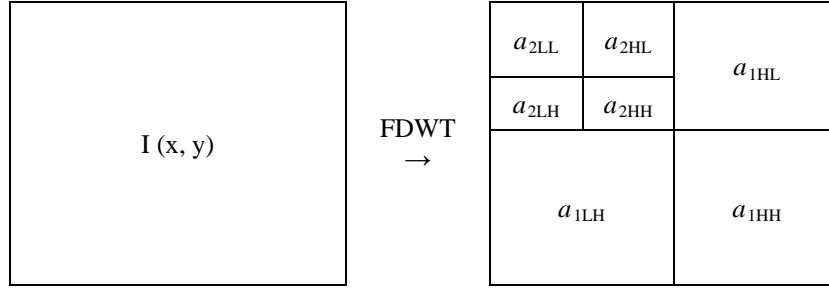 I (x, y)
FDWT
→
a2LL a2HL
a1HL
a2LH a2HH
a1LH a1HH